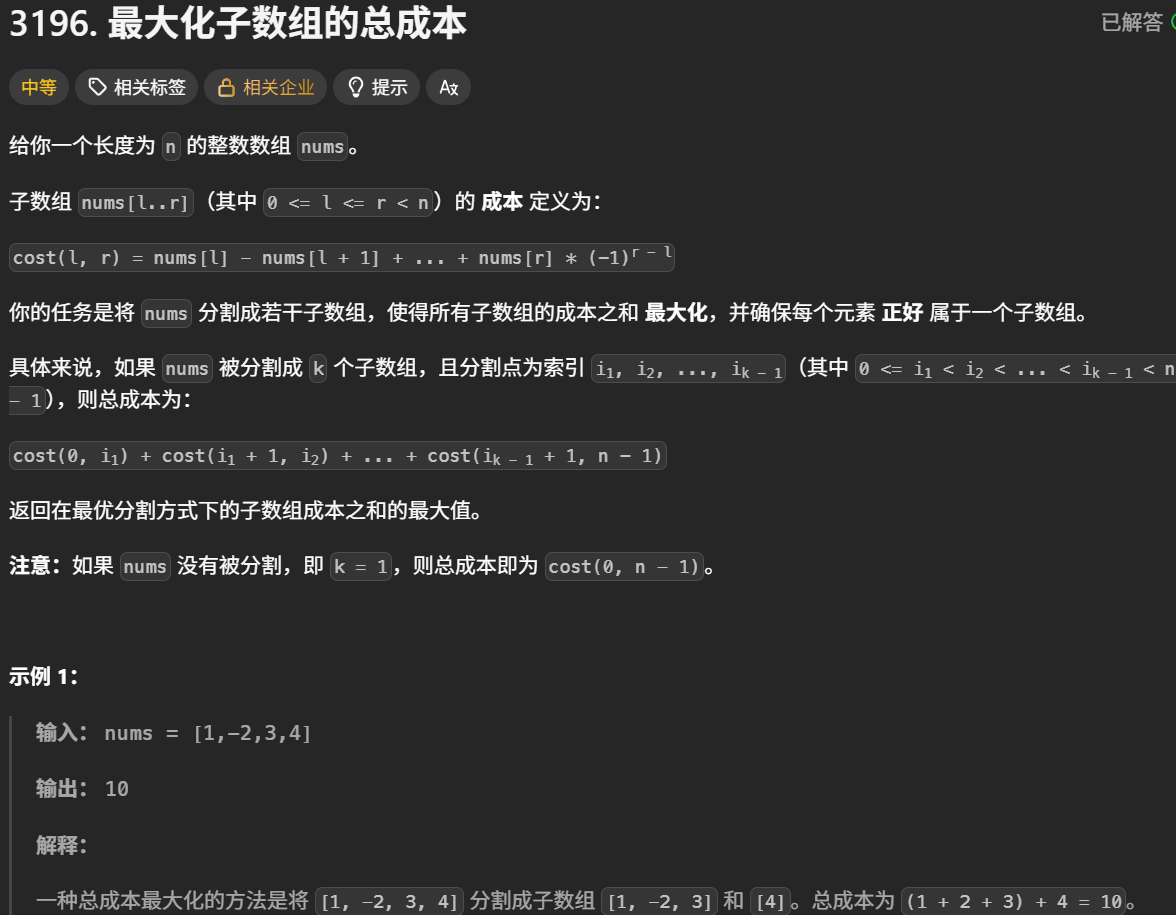 3196. 最大化子数组的总成本
已解答
中等 相关标签 相关企业 提示
给你一个长度为 n 的整数数组 nums。
子数组 nums[l..r]（其中 0 <= l <= r < n）的 成本 定义为：
cost(l, r) = nums[l] - nums[l + 1] + ... + nums[r] * (−1)^{r − l}
你的任务是将 nums 分割成若干子数组，使得所有子数组的成本之和 最大化，并确保每个元素 正好 属于一个子数组。
具体来说，如果 nums 被分割成 k 个子数组，且分割点为索引 i₁, i₂, ..., i_{k − 1}（其中 0 <= i₁ < i₂ < ... < i_{k − 1} < n
− 1），则总成本为：
cost(0, i₁) + cost(i₁ + 1, i₂) + ... + cost(i_{k − 1} + 1, n − 1)
返回在最优分割方式下的子数组成本之和的最大值。
注意：如果 nums 没有被分割，即 k = 1，则总成本即为 cost(0, n − 1)。
示例 1：
输入： nums = [1,−2,3,4]
输出： 10
解释：
一种总成本最大化的方法是将 [1, −2, 3, 4] 分割成子数组 [1, −2, 3] 和 [4]。总成本为 (1 + 2 + 3) + 4 = 10。